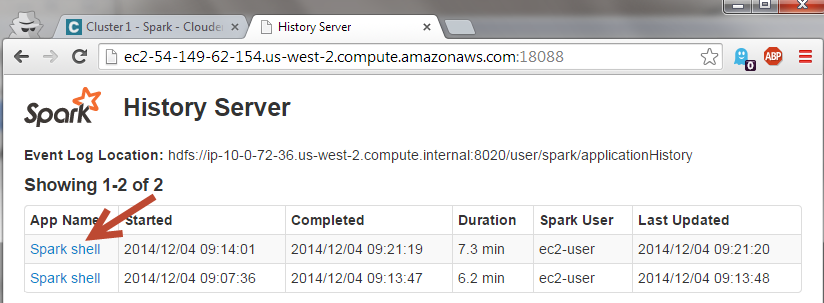 Cluster1 - Spark - Cloude
History Server
ec2-54-149-62-154.us-west-2.compute.amazonaws.com:18088
0
ABP
Spark
History Server
Event Log Location: hdfs://ip-10-0-72-36.us-west-2.compute.internal:8020/user/spark/applicationHistory
Showing 1-2 of 2
App Name Started Completed Duration Spark User Last Updated
Spark shell 2014/12/04 09:14:01 2014/12/04 09:21:19 7.3 min ec2-user 2014/12/04 09:21:20
Spark shell 2014/12/04 09:07:36 2014/12/04 09:13:47 6.2 min ec2-user 2014/12/04 09:13:48